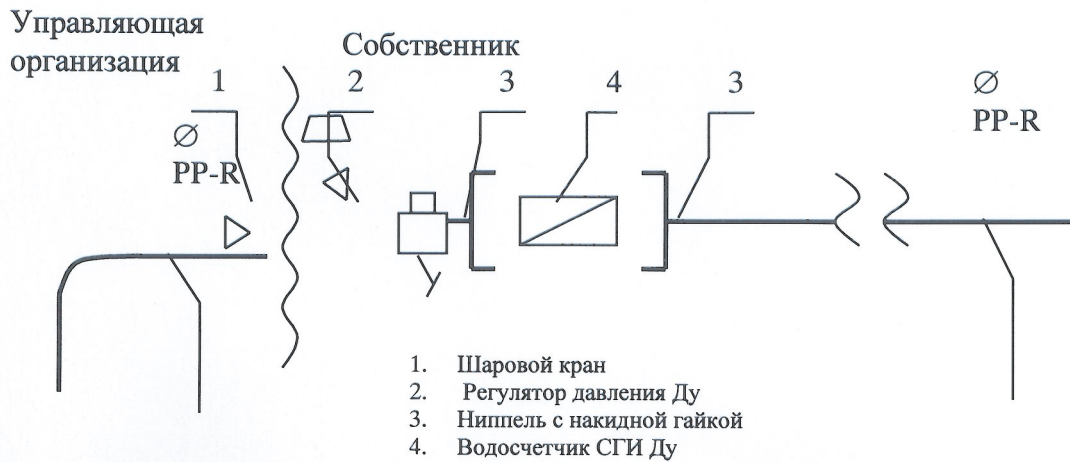 Управляющая
организация
Собственник
1
2
3
4
3
Ø
PP-R
Ø
PP-R
1. Шаровой кран
2. Регулятор давления Ду
3. Ниппель с накидной гайкой
4. Водосчетчик СГИ Ду